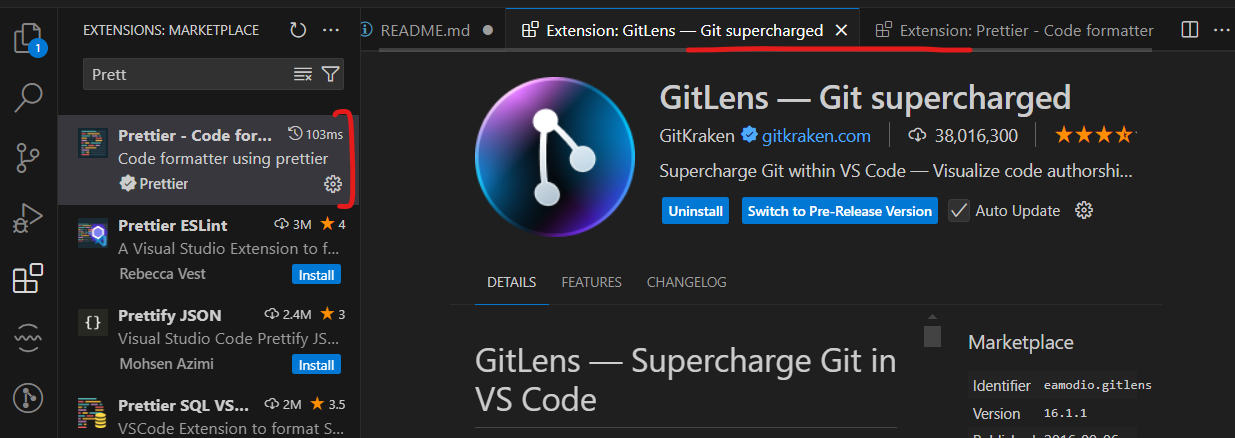 EXTENSIONS: MARKETPLACE
README.md
Extension: GitLens — Git supercharged
Extension: Prettier - Code formatter
1
Prett
Prettier - Code for...
103ms
Code formatter using prettier
Prettier
Prettier ESLint
3M
4
A Visual Studio Extension to f...
Rebecca Vest
Install
Prettify JSON
2.4M
3
Visual Studio Code Prettify JS...
Mohsen Azimi
Install
Prettier SQL VS...
2M
3.5
VSCode Extension to format S...
GitLens — Git supercharged
GitKraken
gitkraken.com
38,016,300
Supercharge Git within VS Code — Visualize code authorshi...
Uninstall
Switch to Pre-Release Version
Auto Update
DETAILS
FEATURES
CHANGELOG
GitLens — Supercharge Git in
VS Code
Marketplace
Identifier
eamodio.gitlens
Version
16.1.1